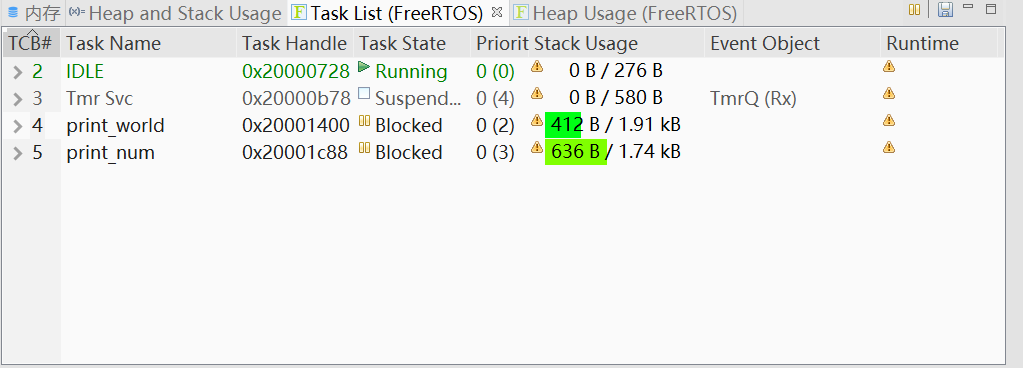 内存 (x)= Heap and Stack Usage F Task List (FreeRTOS) F Heap Usage (FreeRTOS)
TCB# Task Name Task Handle Task State Priorit Stack Usage Event Object Runtime
2 IDLE 0x20000728 Running 0 (0) 0 B / 276 B
3 Tmr Svc 0x20000b78 Suspend... 0 (4) 0 B / 580 B TmrQ (Rx)
4 print_world 0x20001400 Blocked 0 (2) 412 B / 1.91 kB
5 print_num 0x20001c88 Blocked 0 (3) 636 B / 1.74 kB